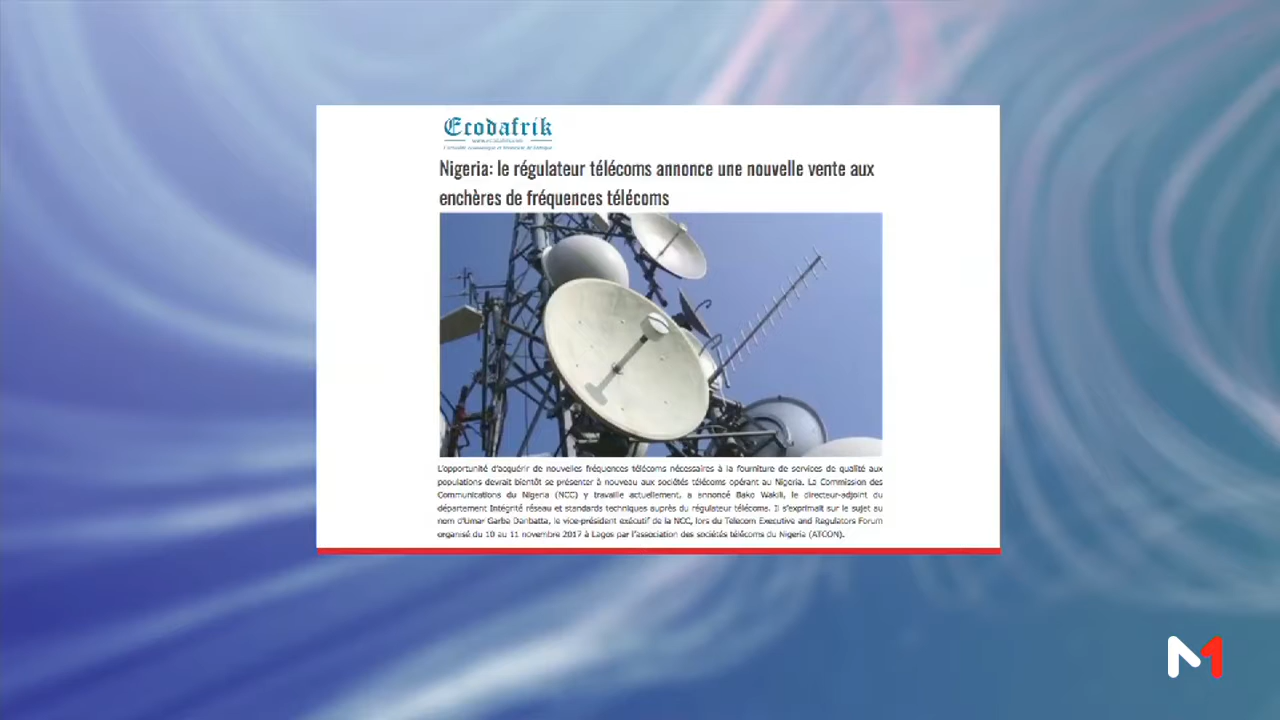 Ecodafrik
Nigeria: le régulateur télécoms annonce une nouvelle vente aux
enchères de fréquences télécoms
L'opportunité d'acquérir de nouvelles fréquences télécoms nécessaires à la fourniture de services de qualité aux
populations devrait bientôt se présenter à nouveau aux sociétés télécoms opérant au Nigeria. La Commission des
Communications du Nigeria (NCC) y travaille actuellement, a annoncé Bako Wakili, le directeur-adjoint du
département Intégrité réseau et standards techniques auprès du régulateur télécoms. Il s'exprimait sur le sujet au
nom d'Umar Garba Danbatta, le vice-président exécutif de la NCC, lors du Telecom Executive and Regulators Forum
organisé du 10 au 11 novembre 2017 à Lagos par l'association des sociétés télécoms du Nigeria (ATCON).
M1